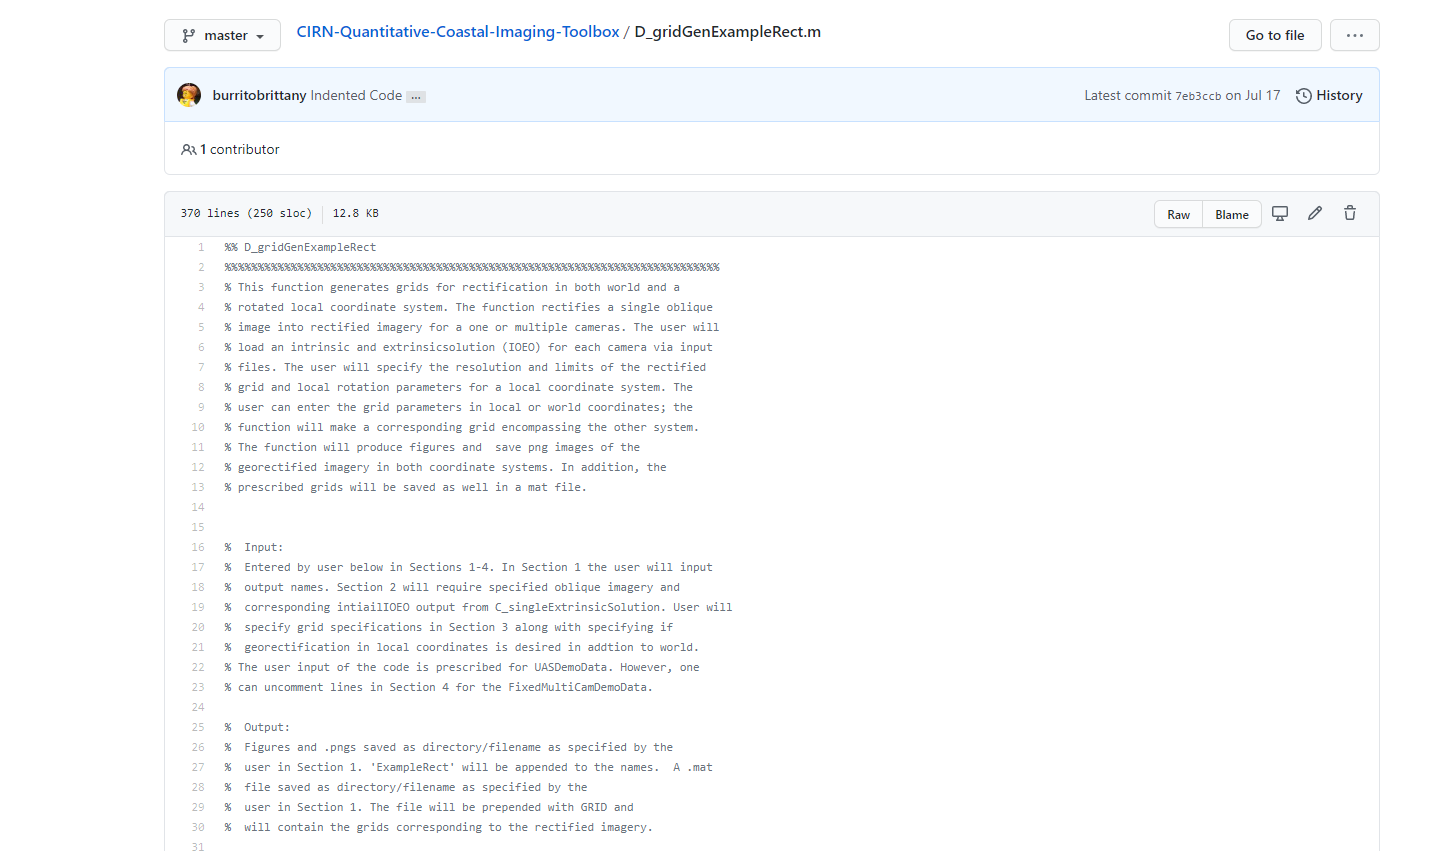 master
CIRN-Quantitative-Coastal-Imaging-Toolbox / D_gridGenExampleRect.m
Go to file
...
burritobrittany Indented Code ...
Latest commit 7eb3ccb on Jul 17
History
1 contributor
370 lines (250 sloc) 12.8 KB
Raw
Blame
1 %% D_gridGenExampleRect
2 %%%%%%%%%%%%%%%%%%%%%%%%%%%%%%%%%%%%%%%%%%%%%%%%%%%%%%%%%%%%%%%%%%%%%%%%%%%%%
3 % This function generates grids for rectification in both world and a
4 % rotated local coordinate system. The function rectifies a single oblique
5 % image into rectified imagery for a one or multiple cameras. The user will
6 % load an intrinsic and extrinsicsolution (IOEO) for each camera via input
7 % files. The user will specify the resolution and limits of the rectified
8 % grid and local rotation parameters for a local coordinate system. The
9 % user can enter the grid parameters in local or world coordinates; the
10 % function will make a corresponding grid encompassing the other system.
11 % The function will produce figures and  save png images of the
12 % georectified imagery in both coordinate systems. In addition, the
13 % prescribed grids will be saved as well in a mat file.
14
15
16 %  Input:
17 %  Entered by user below in Sections 1-4. In Section 1 the user will input
18 %  output names. Section 2 will require specified oblique imagery and
19 %  corresponding intiailIOEO output from C_singleExtrinsicSolution. User will
20 %  specify grid specifications in Section 3 along with specifying if
21 %  georectification in local coordinates is desired in addtion to world.
22 % The user input of the code is prescribed for UASDemoData. However, one
23 % can uncomment lines in Section 4 for the FixedMultiCamDemoData.
24
25 %  Output:
26 %  Figures and .pngs saved as directory/filename as specified by the
27 %  user in Section 1. 'ExampleRect' will be appended to the names.  A .mat
28 %  file saved as directory/filename as specified by the
29 %  user in Section 1. The file will be prepended with GRID and
30 %  will contain the grids corresponding to the rectified imagery.
31